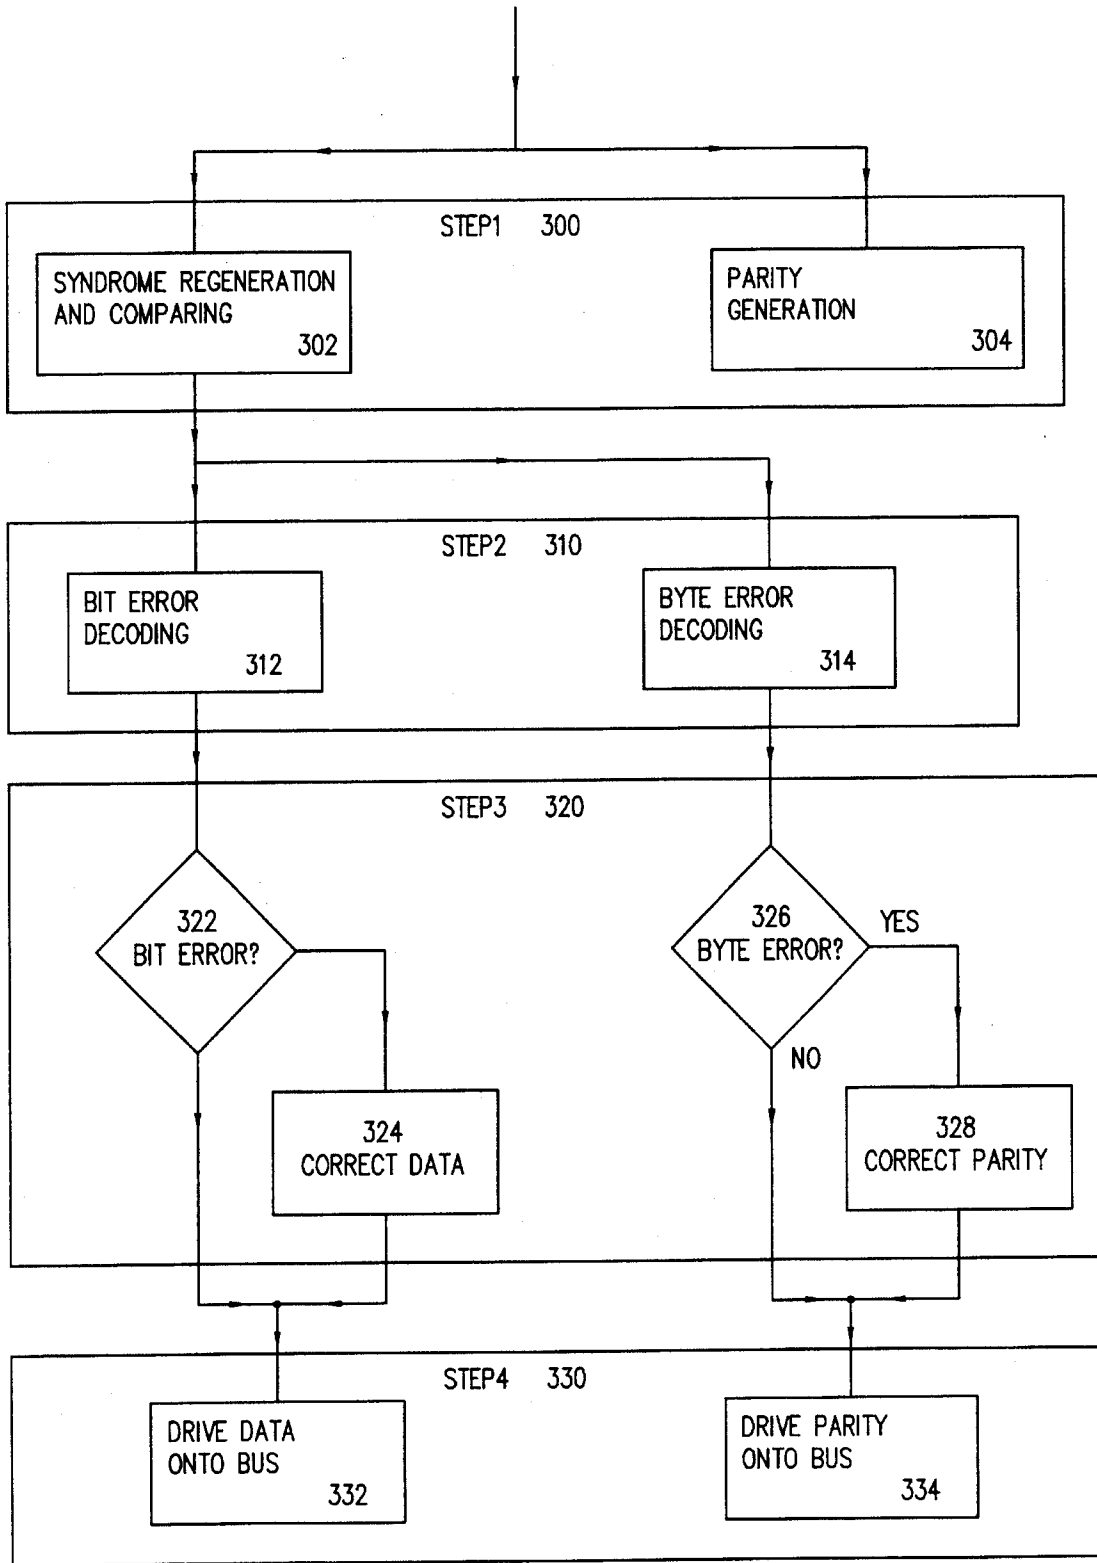 STEP1 300
SYNDROME REGENERATION
AND COMPARING
302
PARITY
GENERATION
304
STEP2 310
BIT ERROR
DECODING
312
BYTE ERROR
DECODING
314
STEP3 320
322
BIT ERROR?
326
BYTE ERROR?
YES
NO
324
CORRECT DATA
328
CORRECT PARITY
STEP4 330
DRIVE DATA
ONTO BUS
332
DRIVE PARITY
ONTO BUS
334